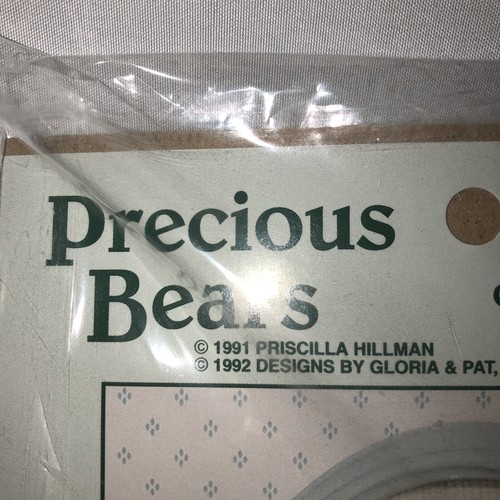 Precious
Bears
© 1991 PRISCILLA HILLMAN
© 1992 DESIGNS BY GLORIA & PAT,